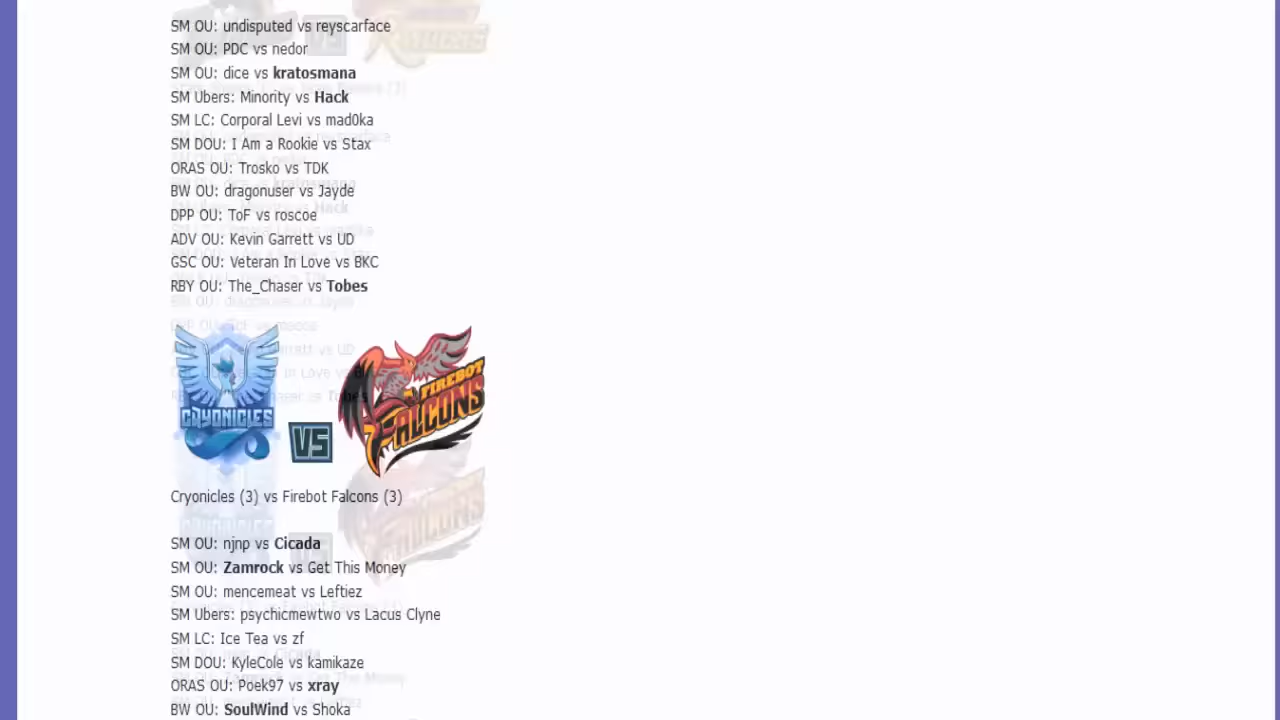 SM OU: undisputed vs reyscarface
SM OU: PDC vs nedor
SM OU: dice vs kratosmana
SM Ubers: Minority vs Hack
SM LC: Corporal Levi vs mad0ka
SM DOU: I Am a Rookie vs Stax
ORAS OU: Trosko vs TDK
BW OU: dragonuser vs Jayde
DPP OU: ToF vs roscoe
ADV OU: Kevin Garrett vs UD
GSC OU: Veteran In Love vs BKC
RBY OU: The_Chaser vs Tobes
CRYONICLES
VS
FIREBOT
FALCONS
Cryonicles (3) vs Firebot Falcons (3)
SM OU: njnp vs Cicada
SM OU: Zamrock vs Get This Money
SM OU: mencemeat vs Leftiez
SM Ubers: psychicmewtwo vs Lacus Clyne
SM LC: Ice Tea vs zf
SM DOU: KyleCole vs kamikaze
ORAS OU: Poek97 vs xray
BW OU: SoulWind vs Shoka